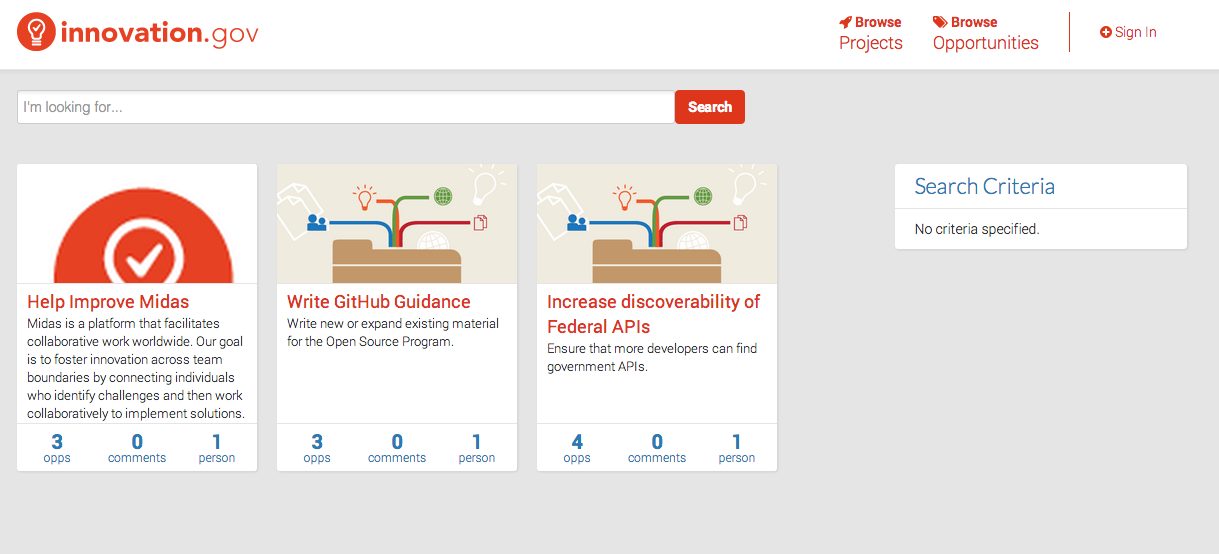 innovation.gov
Browse
Projects
Browse
Opportunities
Sign In
I'm looking for...
Search
Help Improve Midas
Midas is a platform that facilitates
collaborative work worldwide. Our goal
is to foster innovation across team
boundaries by connecting individuals
who identify challenges and then work
collaboratively to implement solutions.
3
opps
0
comments
1
person
Write GitHub Guidance
Write new or expand existing material
for the Open Source Program.
3
opps
0
comments
1
person
Increase discoverability of
Federal APIs
Ensure that more developers can find
government APIs.
4
opps
0
comments
1
person
Search Criteria
No criteria specified.